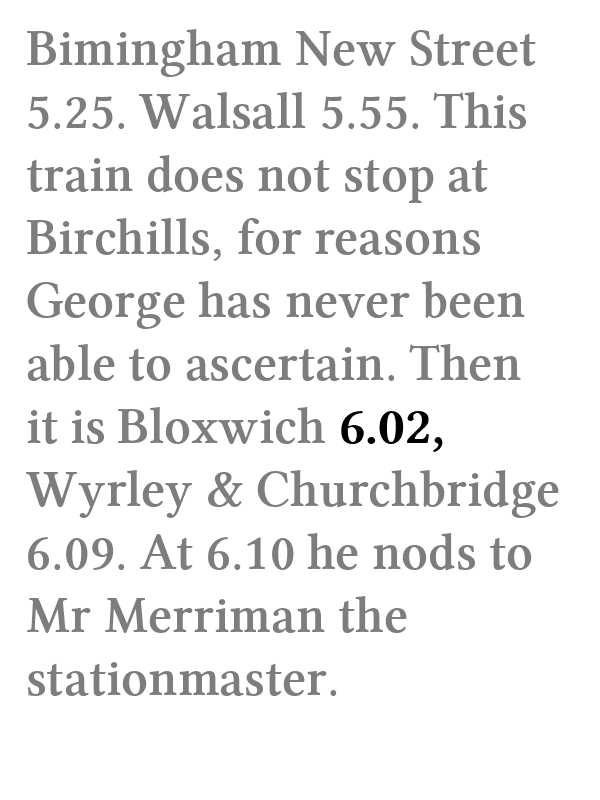 Bimingham New Street
5.25. Walsall 5.55. This
train does not stop at
Birchills, for reasons
George has never been
able to ascertain. Then
it is Bloxwich 6.02,
Wyrley & Churchbridge
6.09. At 6.10 he nods to
Mr Merriman the
stationmaster.